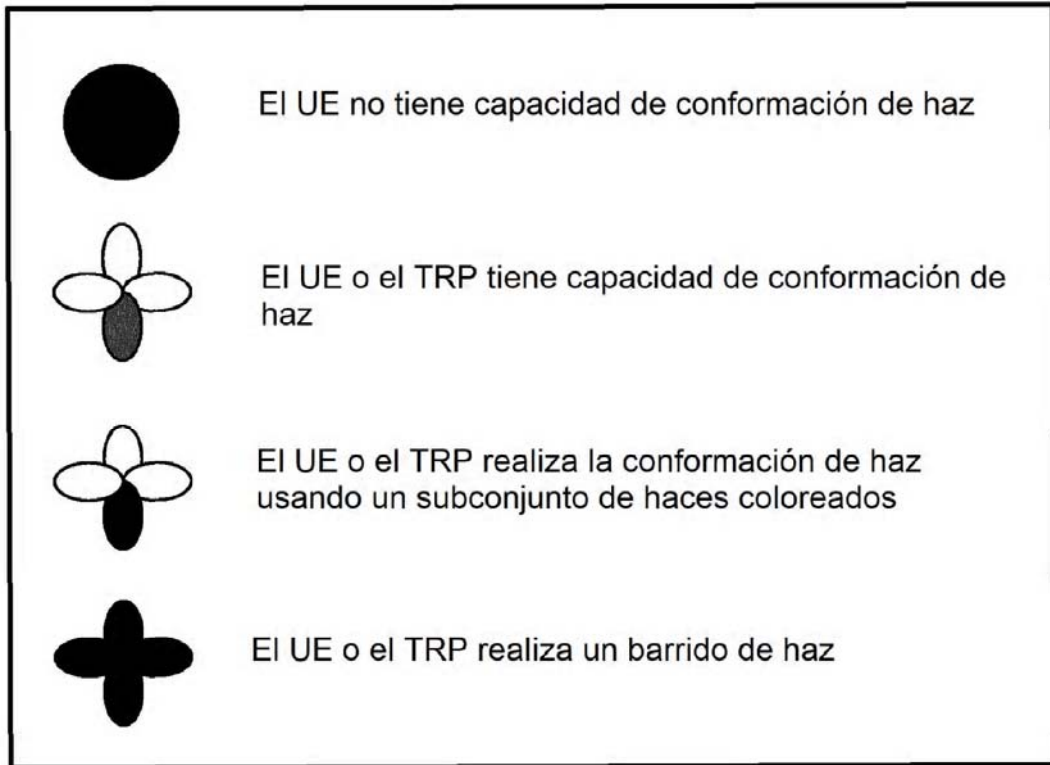 El UE no tiene capacidad de conformación de haz
El UE o el TRP tiene capacidad de conformación de
haz
El UE o el TRP realiza la conformación de haz
usando un subconjunto de haces coloreados
El UE o el TRP realiza un barrido de haz